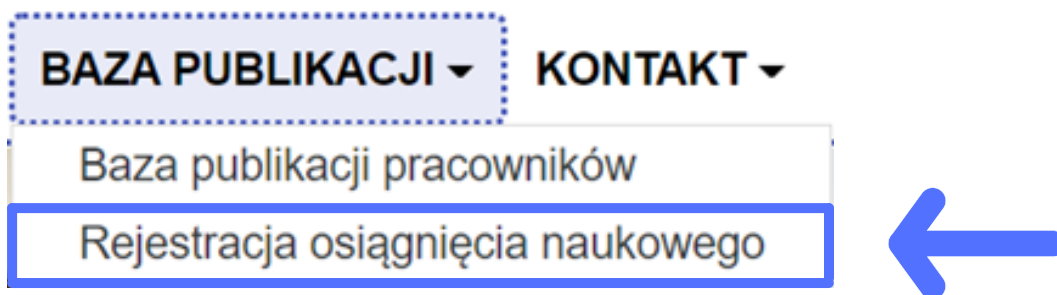 BAZA PUBLIKACJI KONTAKT
Baza publikacji pracowników
Rejestracja osiągnięcia naukowego